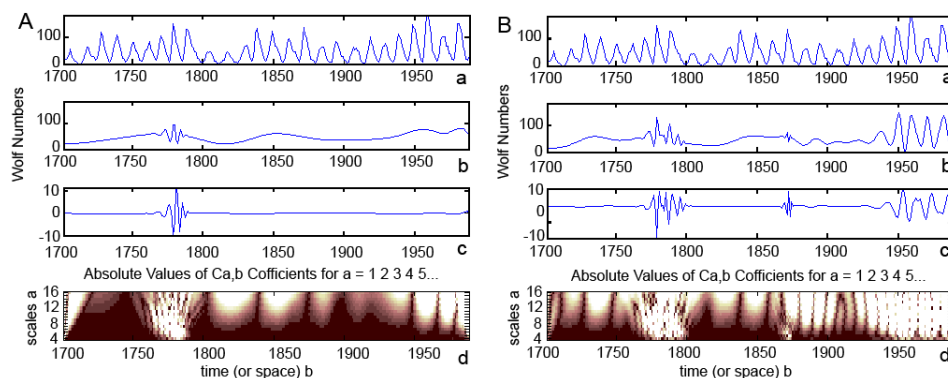 A
100
0
1700 1750 1800 1850 1900 1950
a
Wolf Numbers
100
0
1700 1750 1800 1850 1900 1950
b
10
0
-10
1700 1750 1800 1850 1900 1950
c
Absolute Values of Ca,b Cofficients for a = 1 2 3 4 5...
scales a
16
12
8
4
1700 1750 1800 1850 1900 1950
d
time (or space) b
B
100
0
1700 1750 1800 1850 1900 1950
a
Wolf Numbers
100
0
1700 1750 1800 1850 1900 1950
b
10
0
-10
1700 1750 1800 1850 1900 1950
c
Absolute Values of Ca,b Cofficients for a = 1 2 3 4 5...
scales a
16
12
8
4
1700 1750 1800 1850 1900 1950
d
time (or space) b